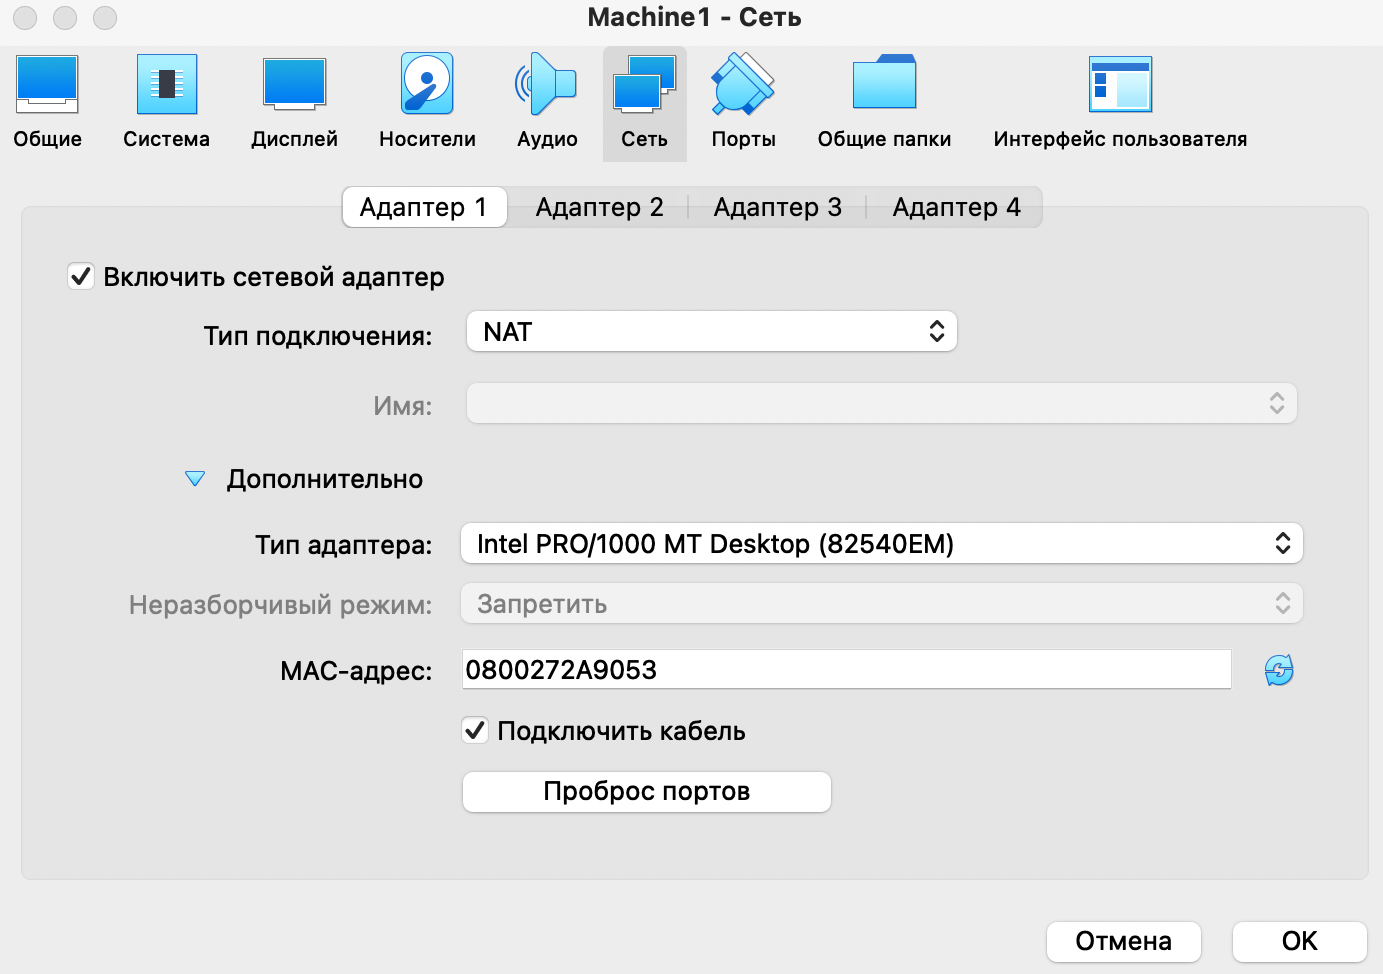 Machine1 - Сеть
Общие Система Дисплей Носители Аудио Сеть Порты Общие папки Интерфейс пользователя
Адаптер 1 Адаптер 2 Адаптер 3 Адаптер 4
Включить сетевой адаптер
Тип подключения: NAT
Имя:
Дополнительно
Тип адаптера: Intel PRO/1000 MT Desktop (82540EM)
Неразборчивый режим: Запретить
MAC-адрес: 0800272A9053
Подключить кабель
Проброс портов
Отмена OK